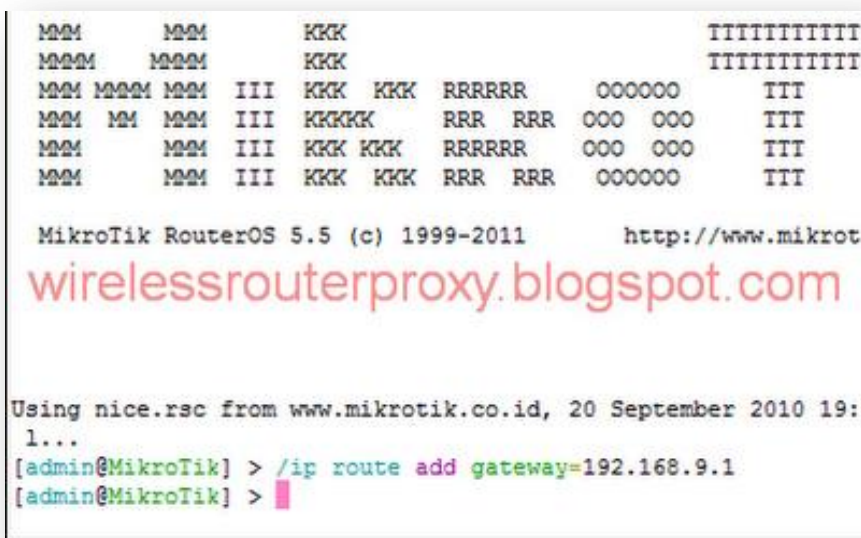 MMM      MMM       KKK                          TTTTTTTTTTT
MMMM    MMMM       KKK                          TTTTTTTTTTT
MMM MMMM MMM  III  KKK  KKK  RRRRRR     OOOOOO      TTT
MMM  MM  MMM  III  KKKKK     RRR  RRR  OOO  OOO     TTT
MMM      MMM  III  KKK KKK   RRRRRR    OOO  OOO     TTT
MMM      MMM  III  KKK  KKK  RRR  RRR   OOOOOO      TTT
MikroTik RouterOS 5.5 (c) 1999-2011       http://www.mikrot
wirelessrouterproxy.blogspot.com
Using nice.rsc from www.mikrotik.co.id, 20 September 2010 19:
l...
[admin@MikroTik] > /ip route add gateway=192.168.9.1
[admin@MikroTik] >